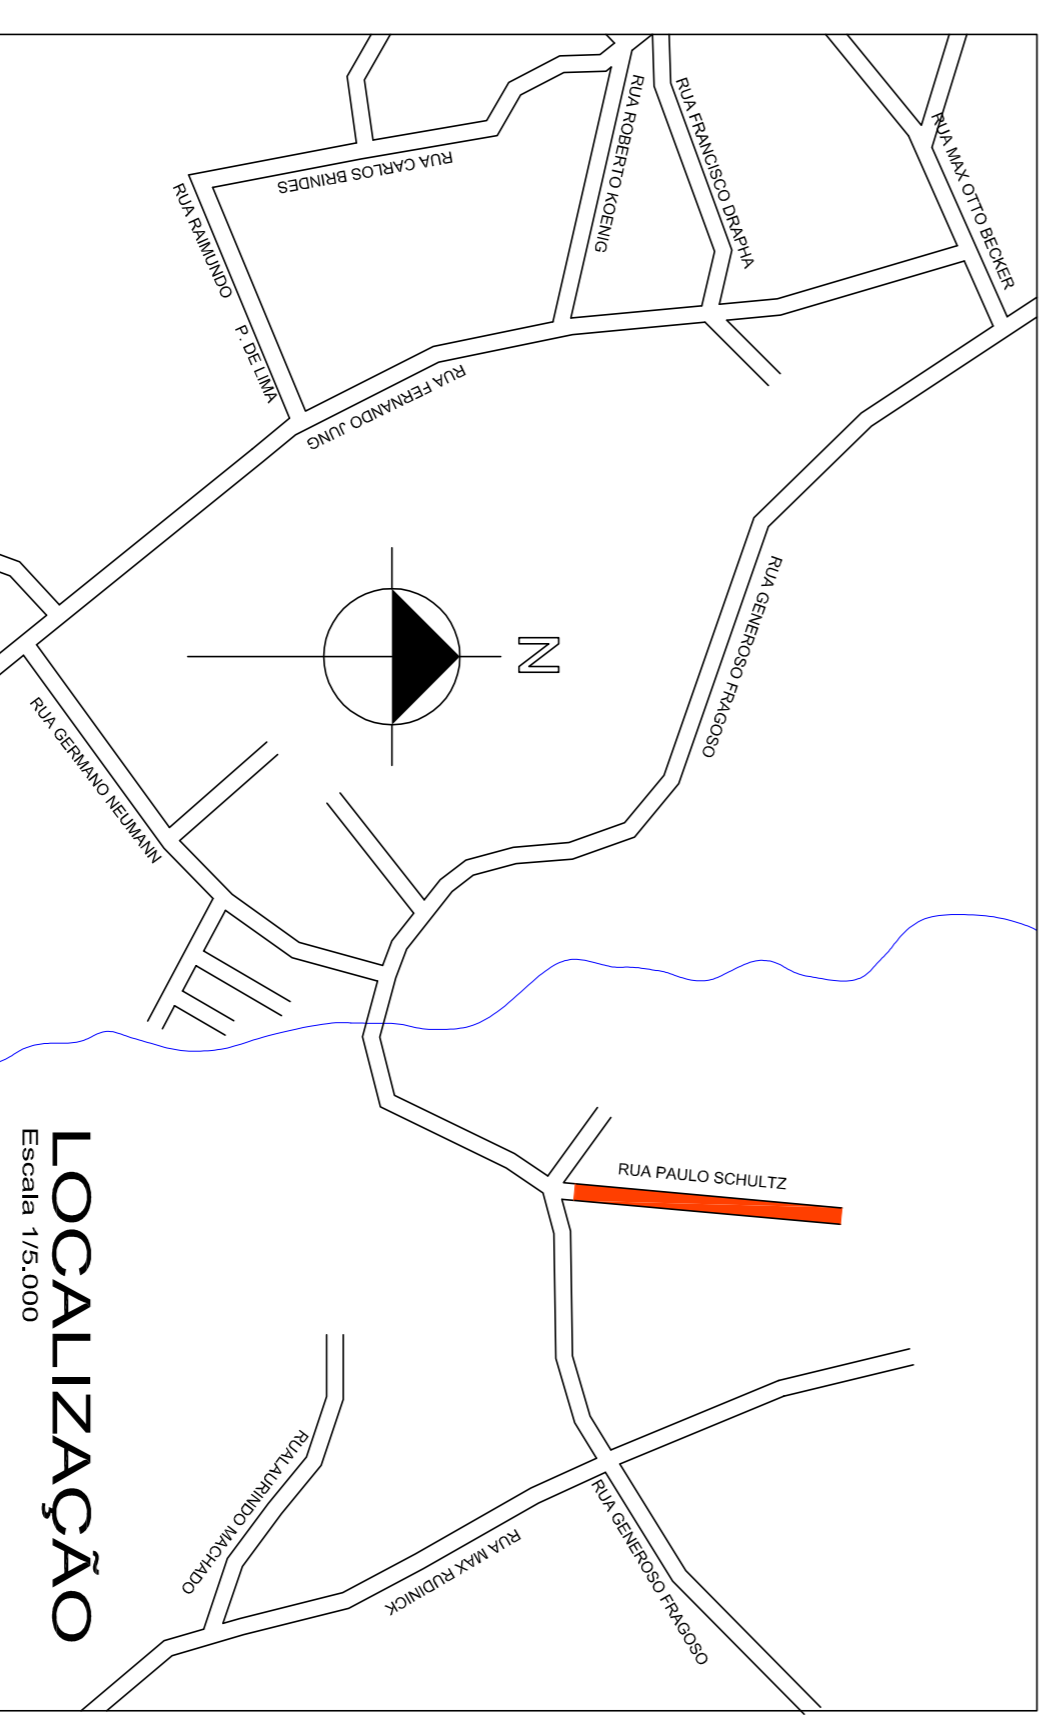 RUA CARLOS BRINDES
RUA RAIMUNDO P. DE LIMA
RUA ROBERTO KOENIG
RUA FRANCISCO DRAPHA
RUA MAX OTTO BECKER
RUA FERNANDO JUNG
RUA GENEROSO FRAGOSO
N
RUA GERMANO NEUMANN
RUA PAULO SCHULTZ
RUALAURINDO MACHADO
RUA MAX RUDINICK
RUA GENEROSO FRAGOSO
LOCALIZAÇÃO
Escala 1/5.000